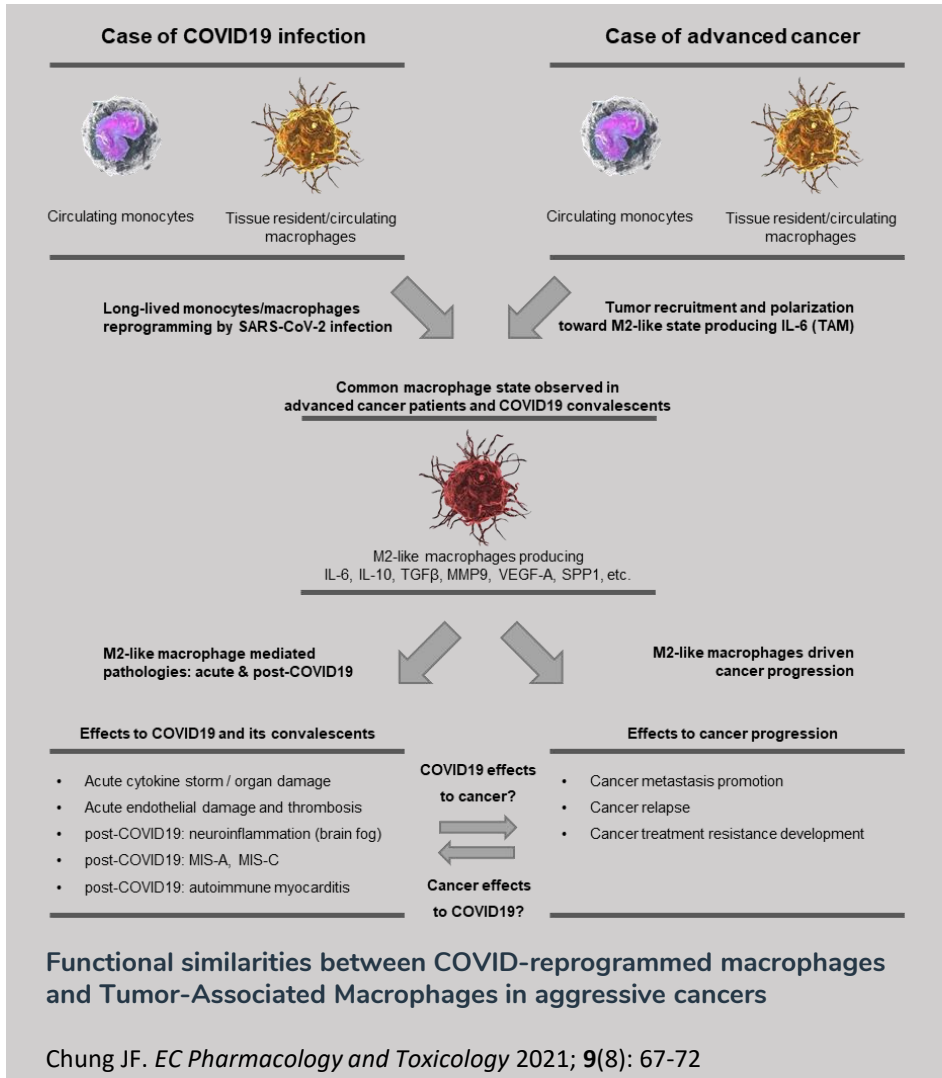 Case of COVID19 infection
Case of advanced cancer
Circulating monocytes
Tissue resident/circulating
macrophages
Circulating monocytes
Tissue resident/circulating
macrophages
Long-lived monocytes/macrophages
reprogramming by SARS-CoV-2 infection
Tumor recruitment and polarization
toward M2-like state producing IL-6 (TAM)
Common macrophage state observed in
advanced cancer patients and COVID19 convalescents
M2-like macrophages producing
IL-6, IL-10, TGFβ, MMP9, VEGF-A, SPP1, etc.
M2-like macrophage mediated
pathologies: acute & post-COVID19
M2-like macrophages driven
cancer progression
Effects to COVID19 and its convalescents
• Acute cytokine storm / organ damage
• Acute endothelial damage and thrombosis
• post-COVID19: neuroinflammation (brain fog)
• post-COVID19: MIS-A, MIS-C
• post-COVID19: autoimmune myocarditis
COVID19 effects
to cancer?
Cancer effects
to COVID19?
Effects to cancer progression
• Cancer metastasis promotion
• Cancer relapse
• Cancer treatment resistance development
Functional similarities between COVID-reprogrammed macrophages
and Tumor-Associated Macrophages in aggressive cancers
Chung JF. EC Pharmacology and Toxicology 2021; 9(8): 67-72